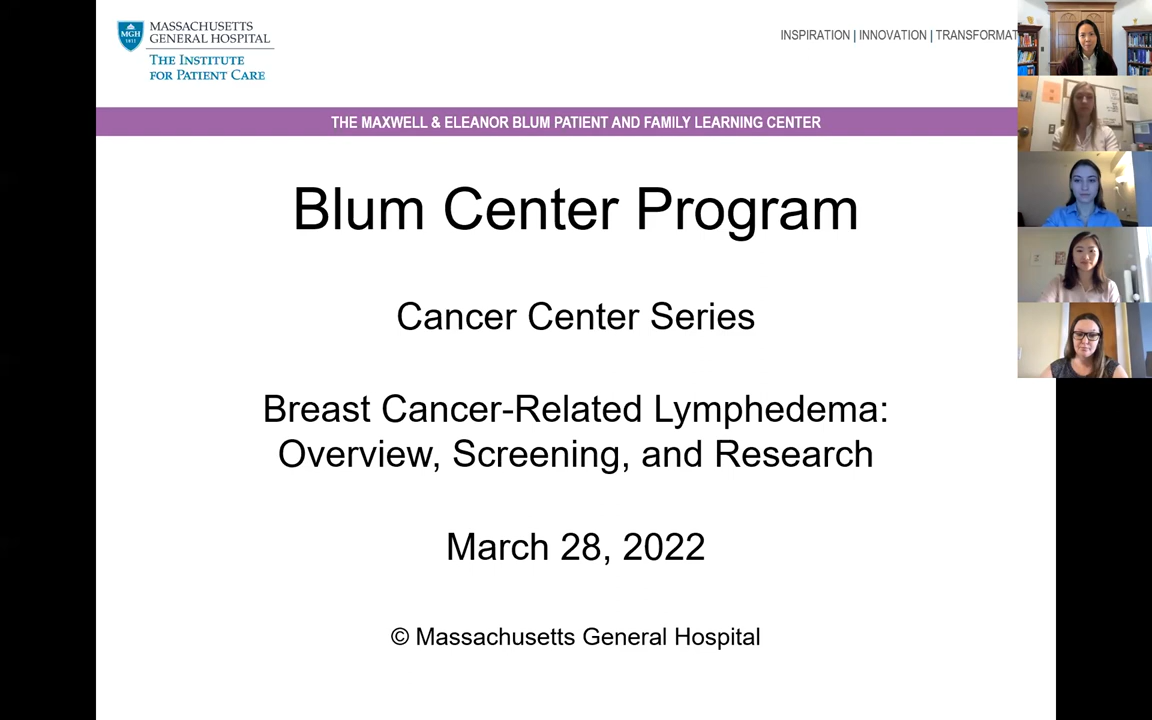 MGH
1811
MASSACHUSETTS
GENERAL HOSPITAL
THE INSTITUTE
FOR PATIENT CARE
INSPIRATION | INNOVATION | TRANSFORMAT
THE MAXWELL & ELEANOR BLUM PATIENT AND FAMILY LEARNING CENTER
Blum Center Program
Cancer Center Series
Breast Cancer-Related Lymphedema:
Overview, Screening, and Research
March 28, 2022
© Massachusetts General Hospital